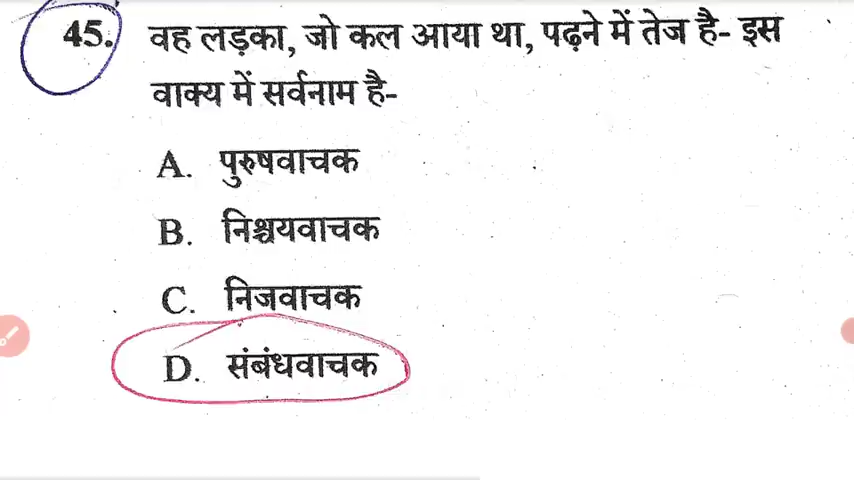 45. वह लड़का, जो कल आया था, पढ़ने में तेज है- इस
वाक्य में सर्वनाम है-
A. पुरुषवाचक
B. निश्चयवाचक
C. निजवाचक
D. संबंधवाचक